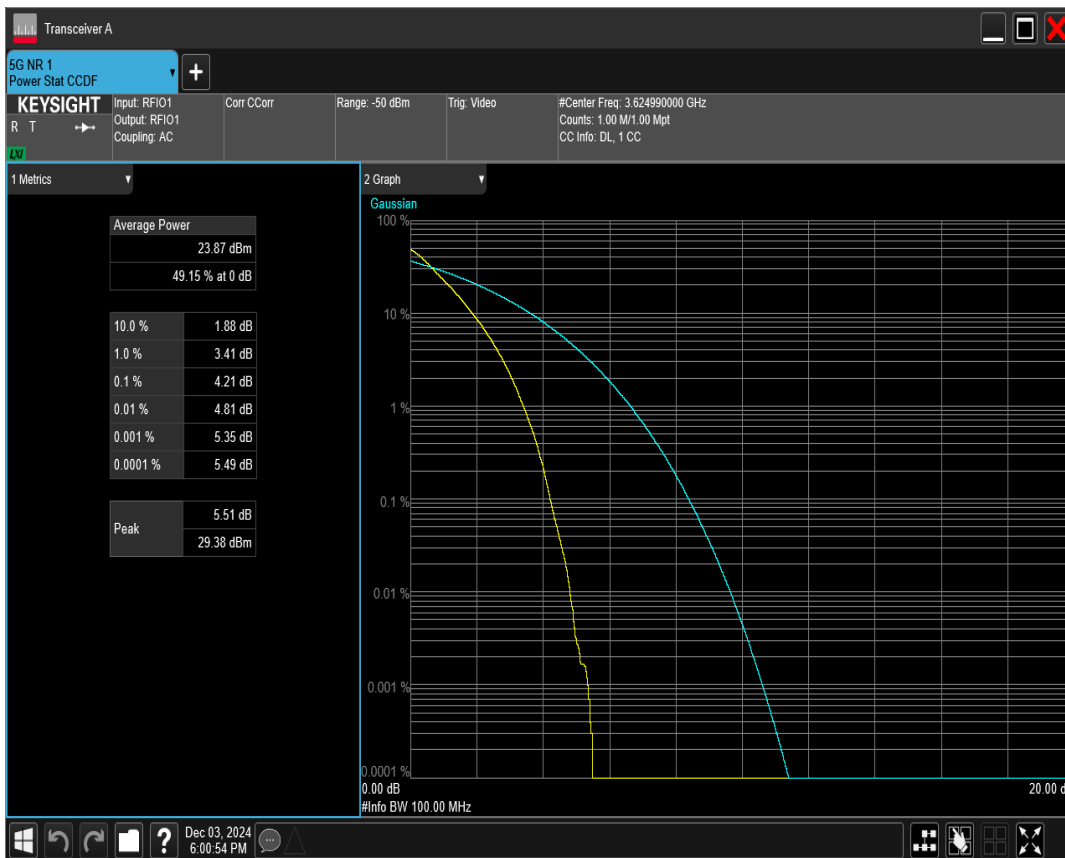 Transceiver A
5G NR 1
Power Stat CCDF
KEYSIGHT
R T
LXI
Input: RFIO1
Output: RFIO1
Coupling: AC
Corr CCorr
Range: -50 dBm
Trig: Video
#Center Freq: 3.624990000 GHz
Counts: 1.00 M/1.00 Mpt
CC Info: DL, 1 CC
1 Metrics
Average Power
23.87 dBm
49.15 % at 0 dB
10.0 % 1.88 dB
1.0 % 3.41 dB
0.1 % 4.21 dB
0.01 % 4.81 dB
0.001 % 5.35 dB
0.0001 % 5.49 dB
Peak 5.51 dB
29.38 dBm
2 Graph
Gaussian
100 %
10 %
1 %
0.1 %
0.01 %
0.001 %
0.0001 %
0.00 dB 20.00 d
#Info BW 100.00 MHz
?
Dec 03, 2024
6:00:54 PM